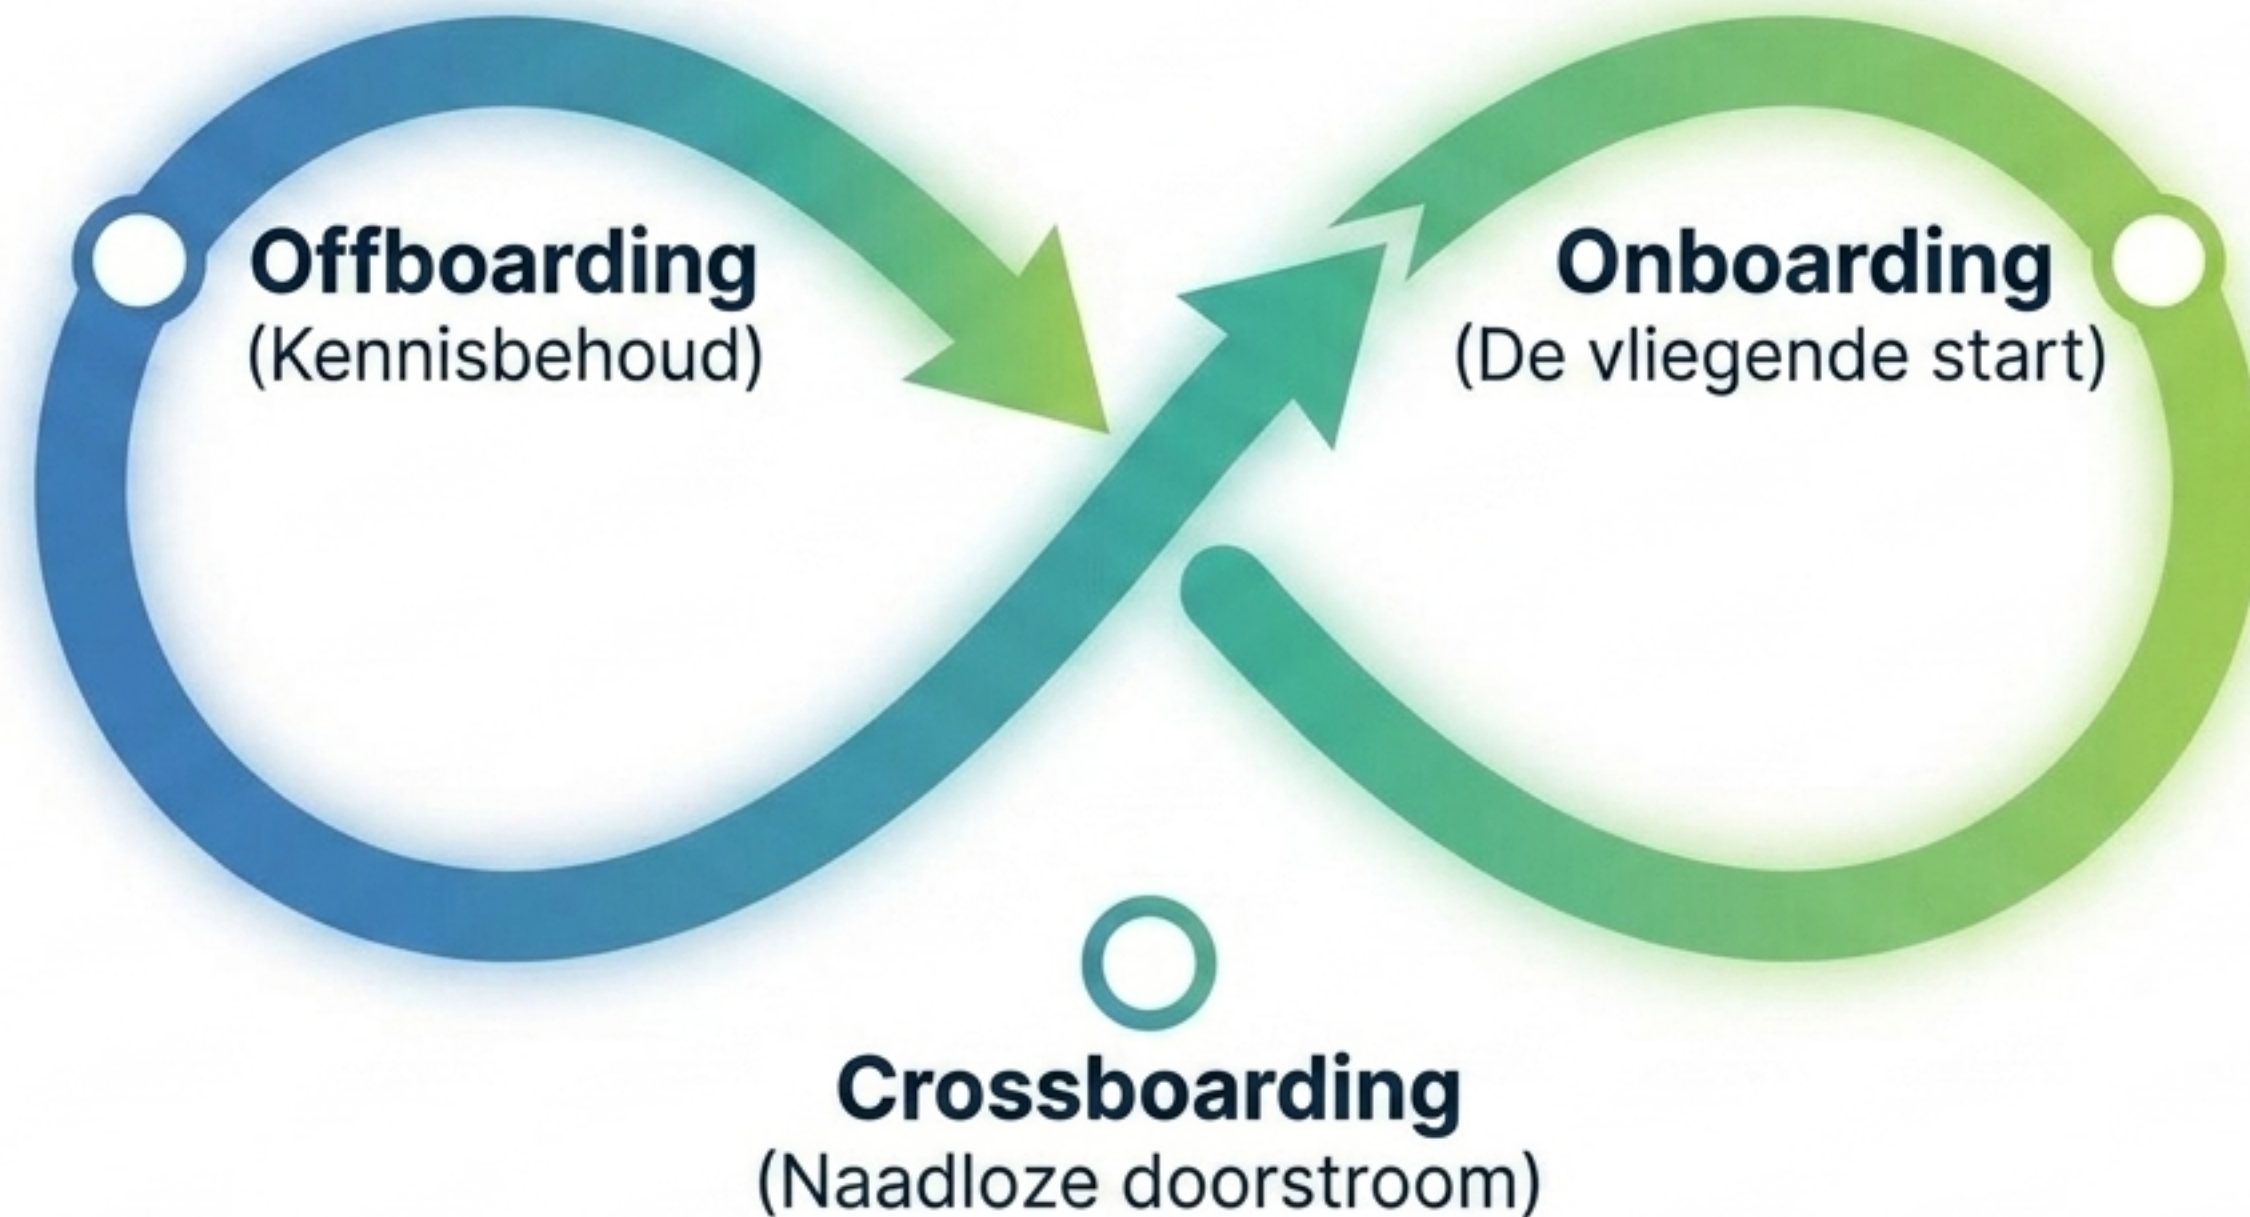 Offboarding
(Kennisbehoud)
Onboarding
(De vliegende start)
Crossboarding
(Naadloze doorstroom)